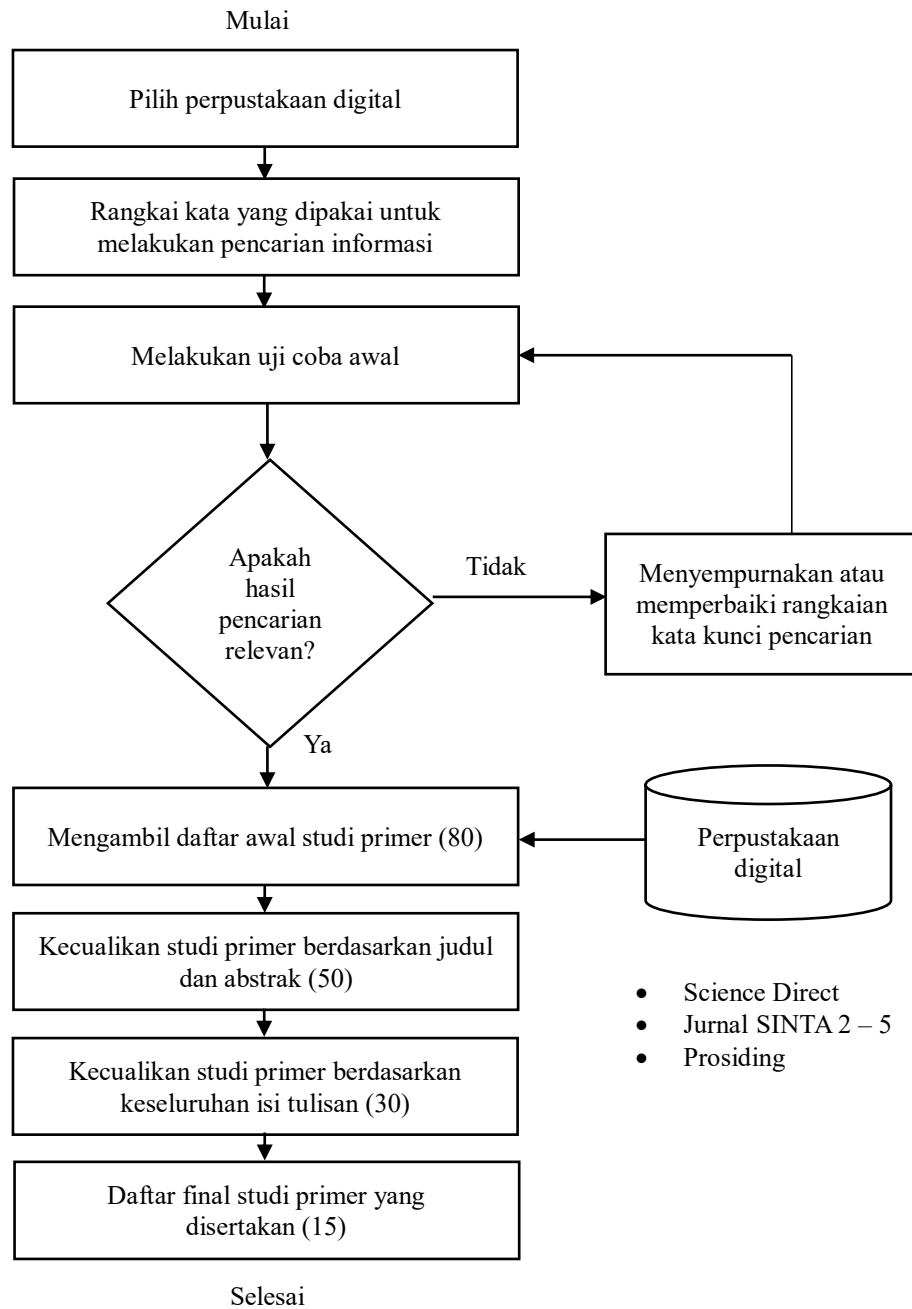 Mulai
Pilih perpustakaan digital
Rangkai kata yang dipakai untuk
melakukan pencarian informasi
Melakukan uji coba awal
Apakah
hasil
pencarian
relevan?
Tidak
Menyempurnakan atau
memperbaiki rangkaian
kata kunci pencarian
Ya
Mengambil daftar awal studi primer (80)
Perpustakaan
digital
Kecualikan studi primer berdasarkan judul
dan abstrak (50)
• Science Direct
• Jurnal SINTA 2 – 5
• Prosiding
Kecualikan studi primer berdasarkan
keseluruhan isi tulisan (30)
Daftar final studi primer yang
disertakan (15)
Selesai